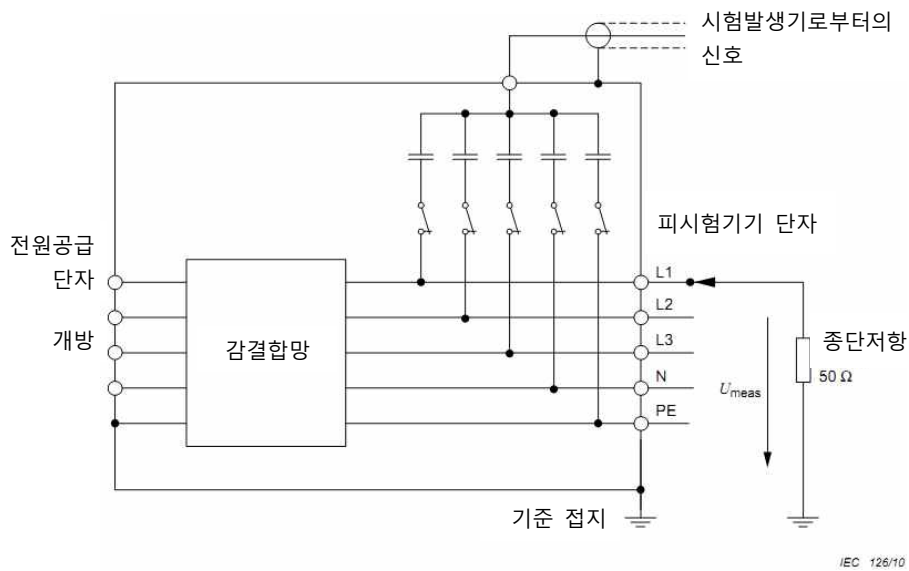 시험발생기로부터의
신호
피시험기기 단자
전원공급
단자
개방
감결합망
L1
L2
L3
N
PE
U meas
종단저항
50 Ω
기준 접지
IEC 126/10